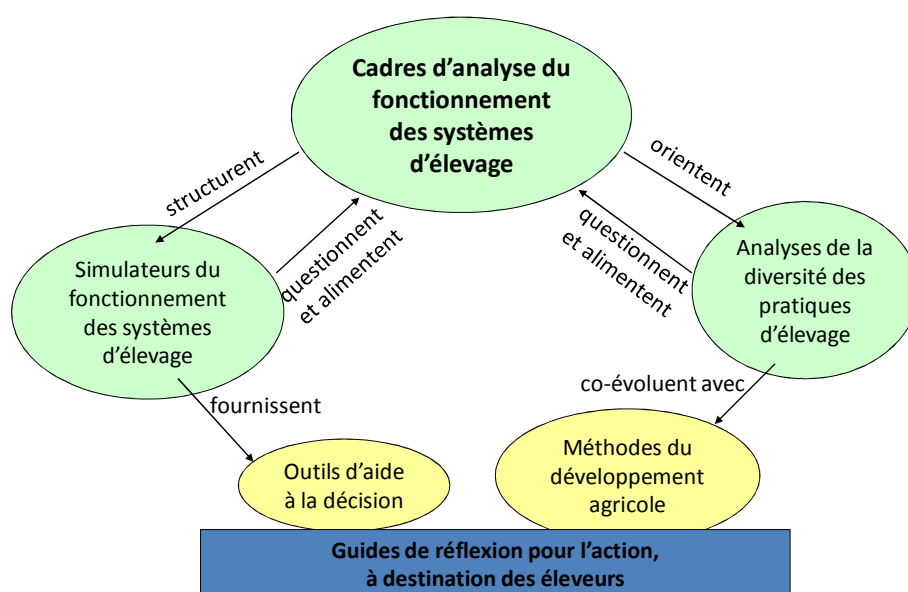 Cadres d'analyse du
fonctionnement
des systèmes
d'élevage
structurent
orientent
questionnent
et alimentent
questionnent
et alimentent
Simulateurs du
fonctionnement
des systèmes
d'élevage
Analyses de la
diversité des
pratiques
d'élevage
fournissent
co-évoluent avec
Outils d'aide
à la décision
Méthodes du
développement
agricole
Guides de réflexion pour l'action,
à destination des éleveurs